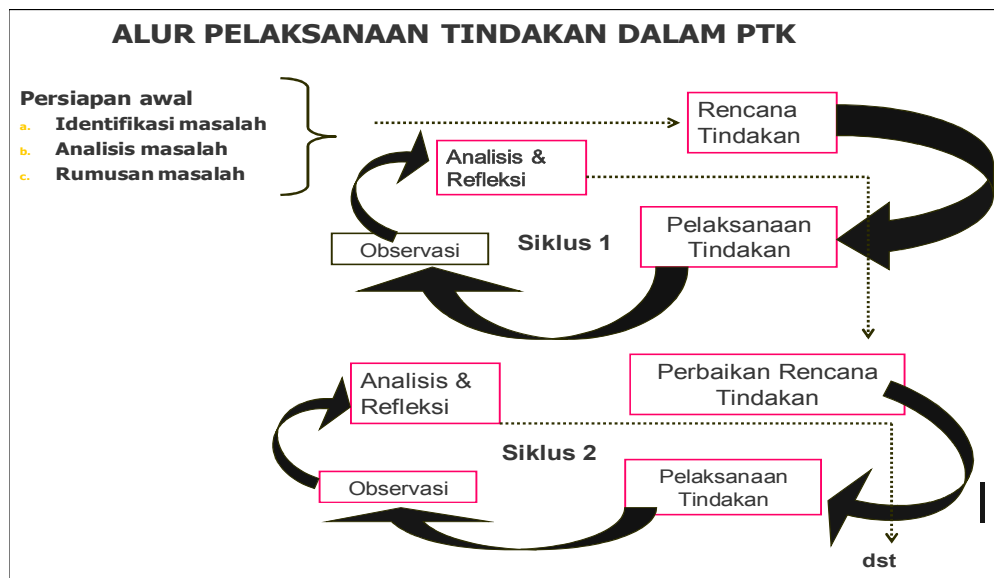 ALUR PELAKSANAAN TINDAKAN DALAM PTK
Persiapan awal
a. Identifikasi masalah
b. Analisis masalah
c. Rumusan masalah
Rencana
Tindakan
Analisis &
Refleksi
Pelaksanaan
Tindakan
Observasi
Siklus 1
Perbaikan Rencana
Tindakan
Analisis &
Refleksi
Siklus 2
Pelaksanaan
Tindakan
Observasi
dst